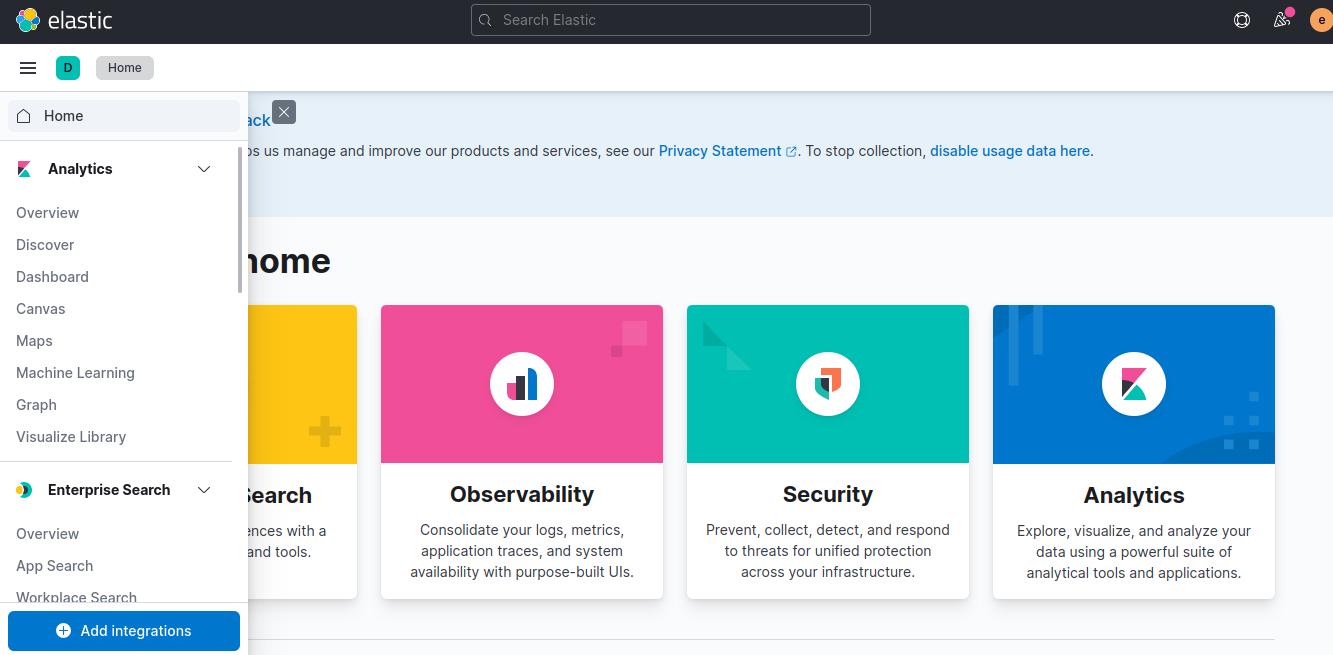 elastic
Search Elastic
e
D
Home
Home
Analytics
Overview
Discover
Dashboard
Canvas
Maps
Machine Learning
Graph
Visualize Library
Enterprise Search
Overview
App Search
Workplace Search
Add integrations
ack
us manage and improve our products and services, see our Privacy Statement. To stop collection, disable usage data here.
home
Search
ences with a
and tools.
Observability
Consolidate your logs, metrics,
application traces, and system
availability with purpose-built UIs.
Security
Prevent, collect, detect, and respond
to threats for unified protection
across your infrastructure.
Analytics
Explore, visualize, and analyze your
data using a powerful suite of
analytical tools and applications.